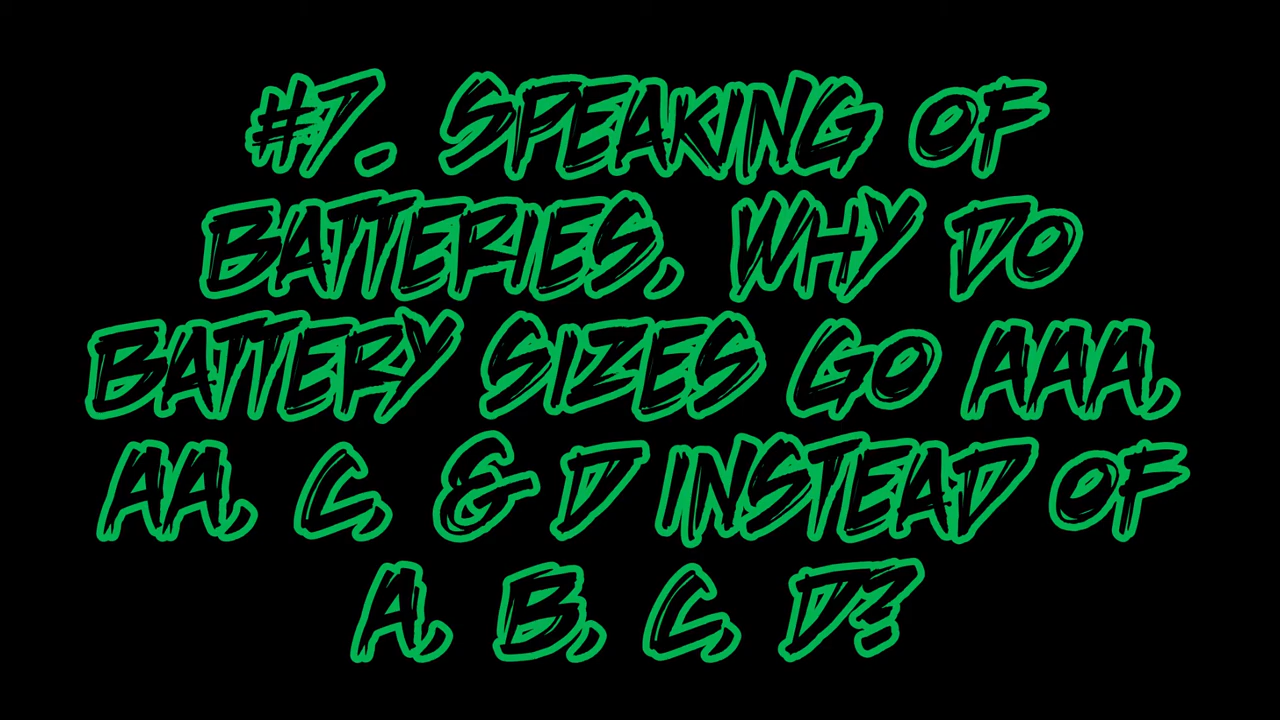 #7. SPEAKING OF
BATTERIES, WHY DO
BATTERY SIZES GO AAA,
AA, C, & D INSTEAD OF
A, B, C, D?